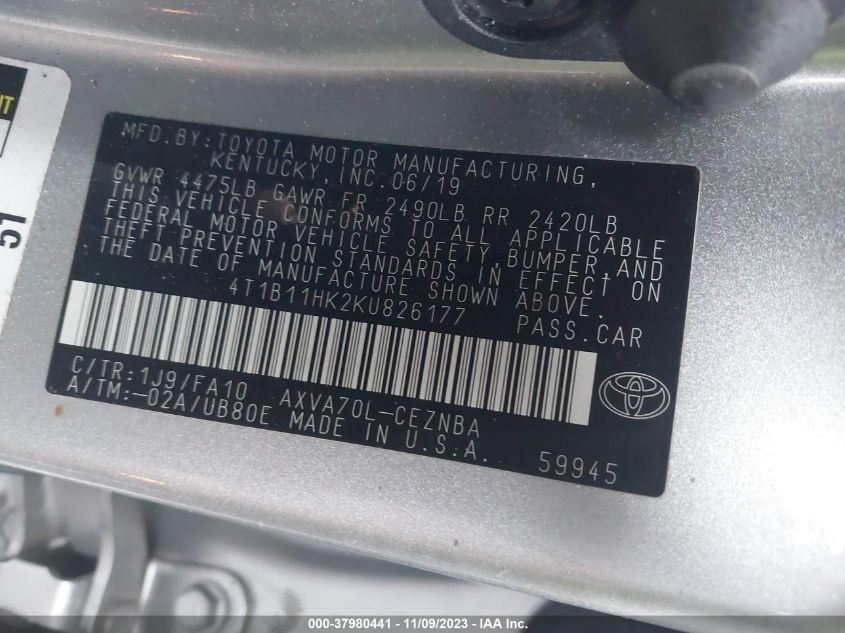 IT
51
MFD. BY: TOYOTA MOTOR MANUFACTURING,
KENTUCKY, INC. 06/19
GVWR 4475LB GAWR FR 2490LB RR 2420LB
THIS VEHICLE CONFORMS TO ALL APPLICABLE
FEDERAL MOTOR VEHICLE SAFETY, BUMPER, AND
THEFT PREVENTION STANDARDS IN EFFECT ON
THE DATE OF MANUFACTURE SHOWN ABOVE.
4T1B11HK2KU826177 PASS.CAR
C/TR: 1J9/FA10 AXVA70L-CEZNBA
A/TM:-02A/UB80E MADE IN U.S.A.
59945
000-37980441 - 11/09/2023 - IAA Inc.